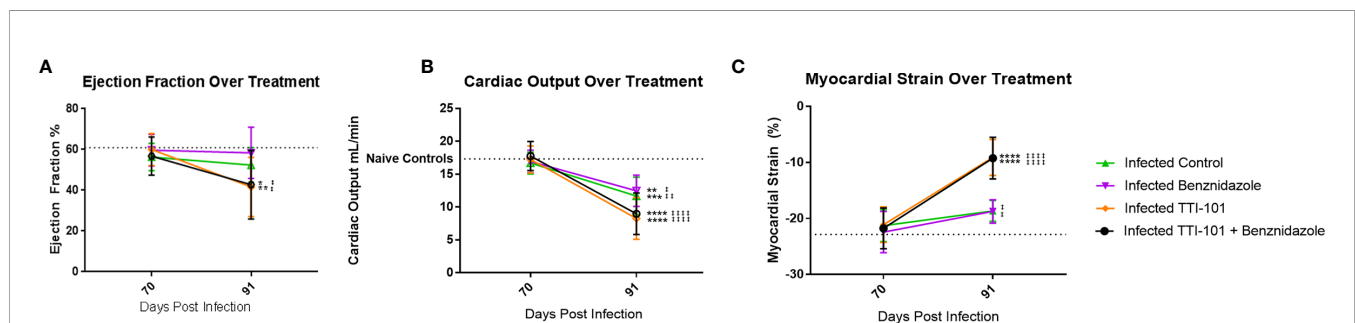 A
Ejection Fraction Over Treatment
Ejection Fraction %
80
60
40
20
0
* ‡
** ‡
70
91
Days Post Infection
B
Cardiac Output Over Treatment
Cardiac Output mL/min
Naive Controls
25
20
15
10
5
0
** ‡
*** ‡‡
**** ‡‡‡‡
**** ‡‡‡‡
70
91
Days Post Infection
C
Myocardial Strain Over Treatment
Myocardial Strain (%)
0
-10
-20
-30
**** ‡‡‡‡
**** ‡‡‡‡
‡
‡
70
91
Days Post Infection
Infected Control
Infected Benznidazole
Infected TTI-101
Infected TTI-101 + Benznidazole